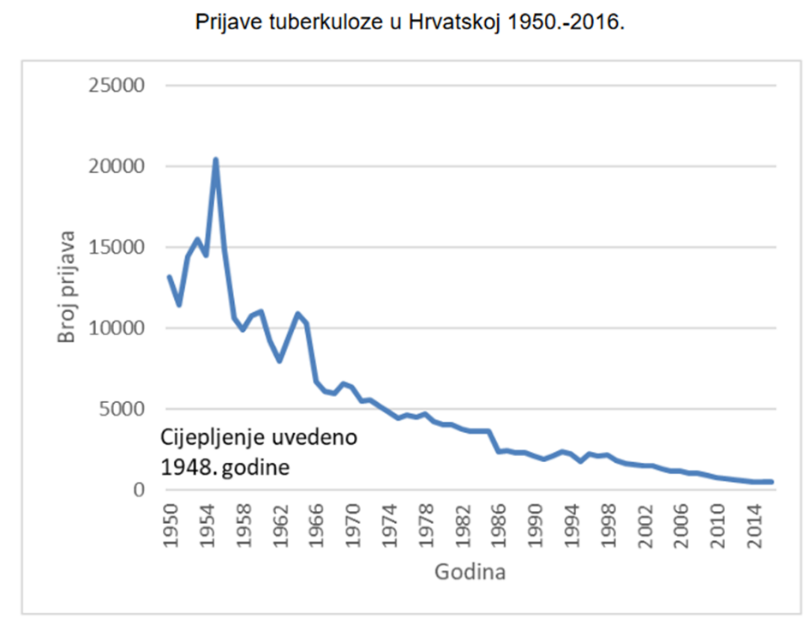 Prijave tuberkuloze u Hrvatskoj 1950.-2016.
25000
20000
15000
10000
5000
0
Broj prijava
Cijepljenje uvedeno
1948. godine
1950 1954 1958 1962 1966 1970 1974 1978 1982 1986 1990 1994 1998 2002 2006 2010 2014
Godina